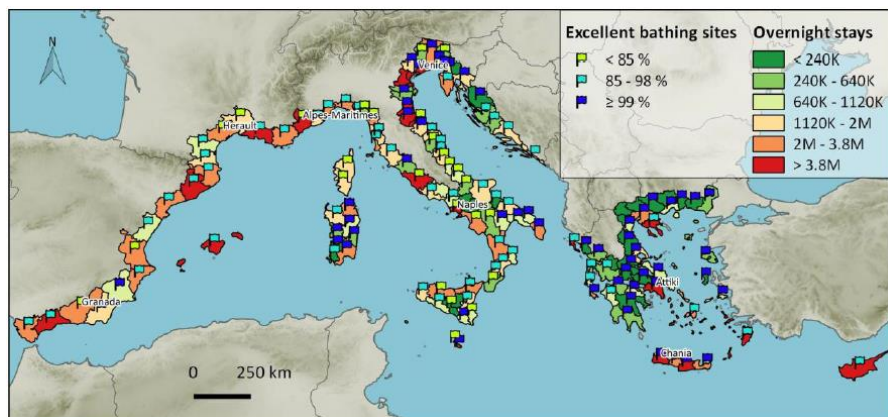 N
Excellent bathing sites
< 85 %
85 - 98 %
≥ 99 %
Overnight stays
< 240K
240K - 640K
640K - 1120K
1120K - 2M
2M - 3.8M
> 3.8M
Venice
Alpes-Maritimes
Hérault
Naples
Granada
Attiki
Chania
0 250 km